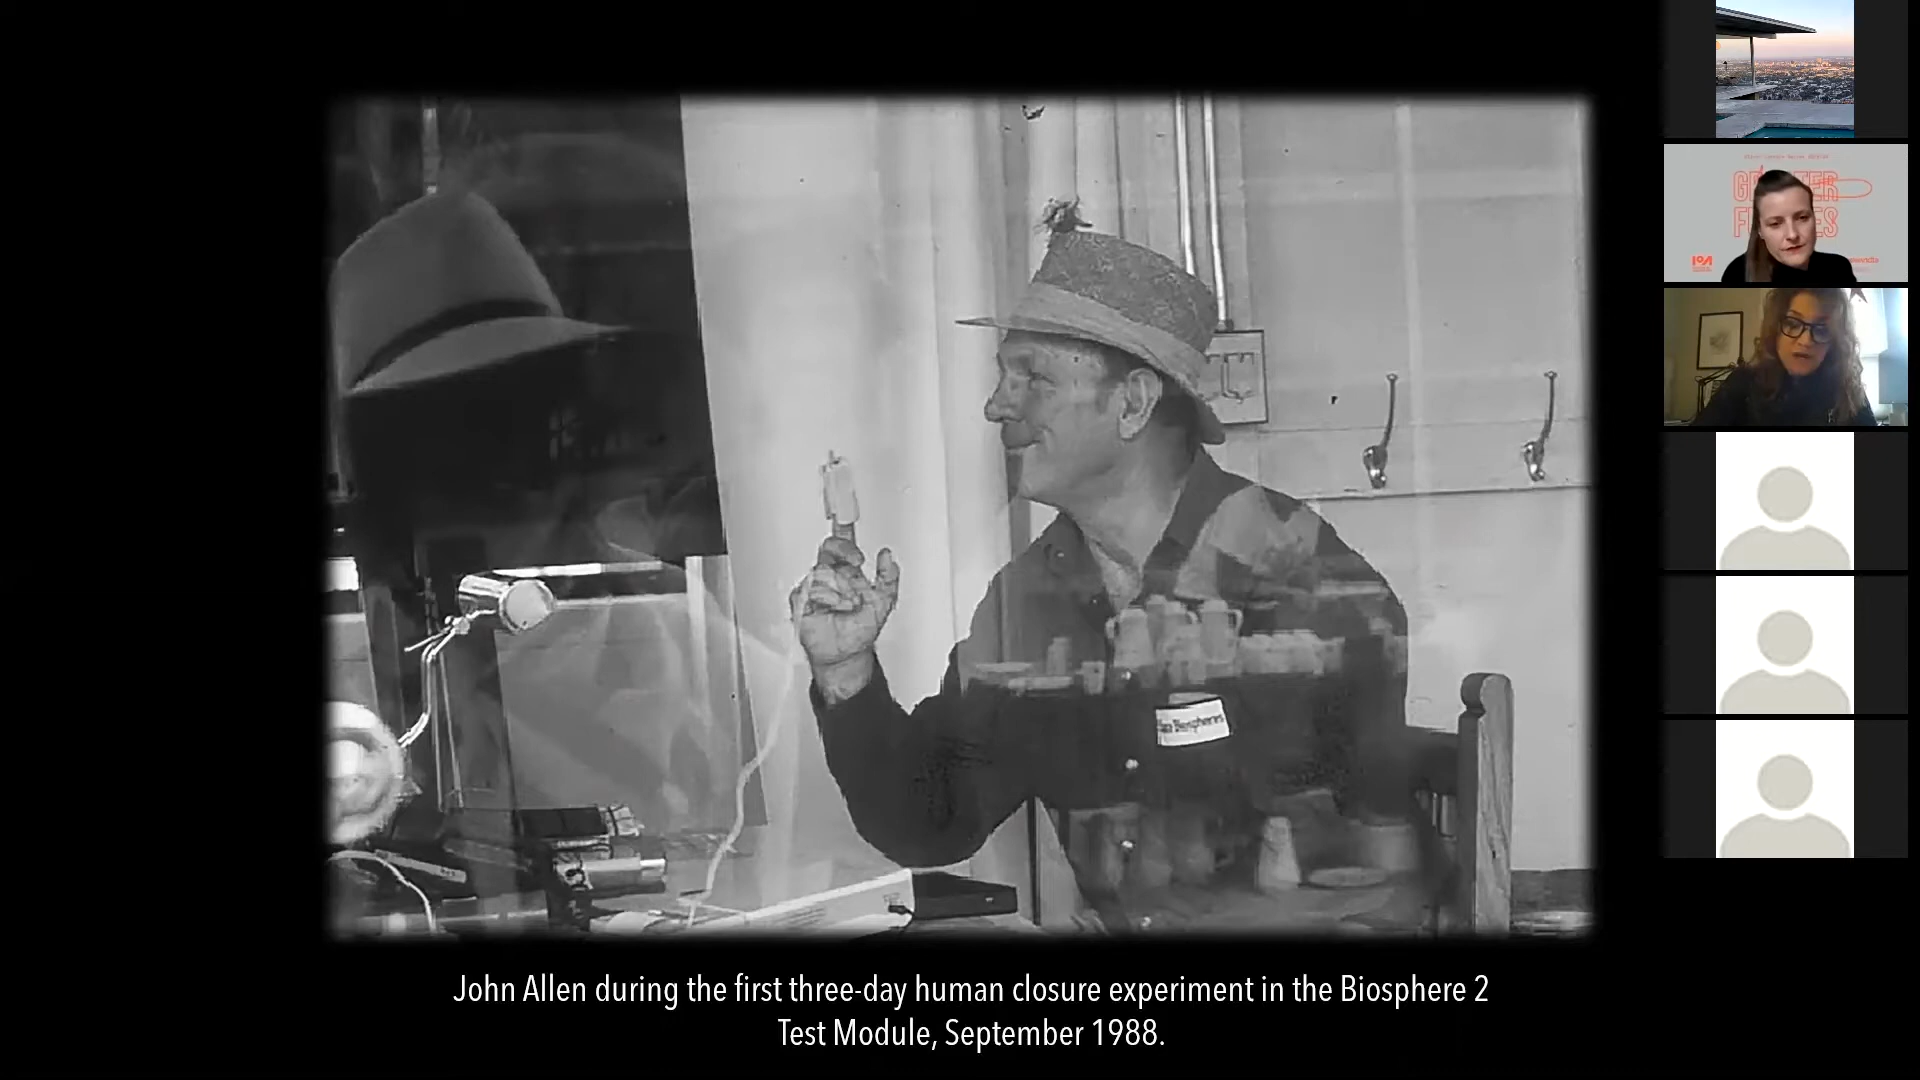 John Allen during the first three-day human closure experiment in the Biosphere 2
Test Module, September 1988.